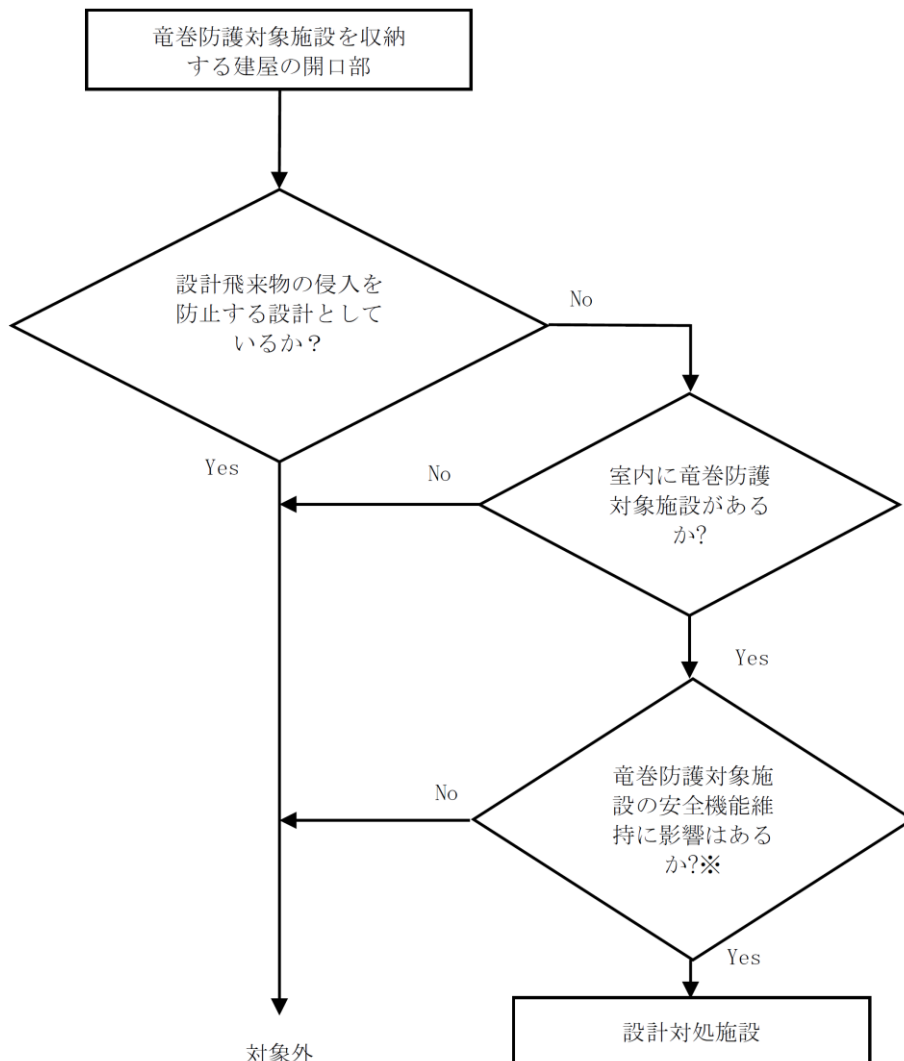 竜巻防護対象施設を収納
する建屋の開口部
設計飛来物の侵入を
防止する設計として
いるか？
No
Yes
室内に竜巻防護
対象施設がある
か?
No
Yes
竜巻防護対象施
設の安全機能維
持に影響はある
か?※
No
Yes
設計対処施設
対象外